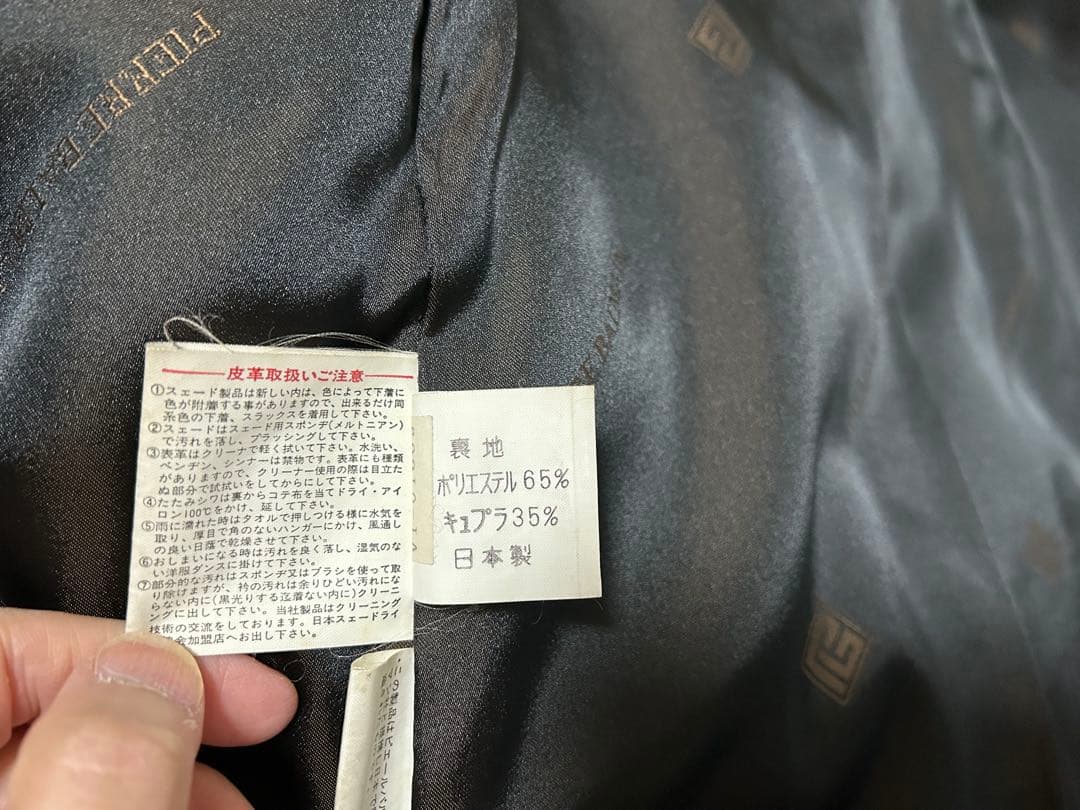 PIERRE BALM
皮革取扱いご注意
①スェード製品は新しい内は、色によって下着に
色が附着する事がありますので、出来るだけ同
系色の下着、スラックスを着用して下さい。
②スェードはスェード用スポンヂ(メルトニアン)
で汚れを落し、ブラッシングして下さい。
③表革はクリーナで軽く拭いて下さい。水洗い、
ベンヂン、シンナーは禁物です。表革にも種類
がありますので、クリーナー使用の際は目立た
ぬ部分で試拭いをしてからにして下さい。
④たたみシワは裏からコテ布を当てドライ・アイ
ロン100℃をかけ、延して下さい。
⑤雨に濡れた時はタオルで押しつける様に水気を
取り、厚目で角のないハンガーにかけ、風通し
の良い日蔭で乾燥させて下さい。
⑥おしまいになる時は汚れを良く落し、湿気のな
い洋服ダンスに掛けて下さい。
⑦部分的な汚れはスポンヂ又はブラシを使って取
り除けますが、衿の汚れは余りひどい汚れにな
らない内に(黒光りする迄着ない内に)クリーニ
ングに出して下さい。当社製品はクリーニング
技術の交流をしております。日本スェードライ
会加盟店へお出し下さい。
裏地
ポリエステル65%
キュプラ35%
日本製
・この製品はピエールバル